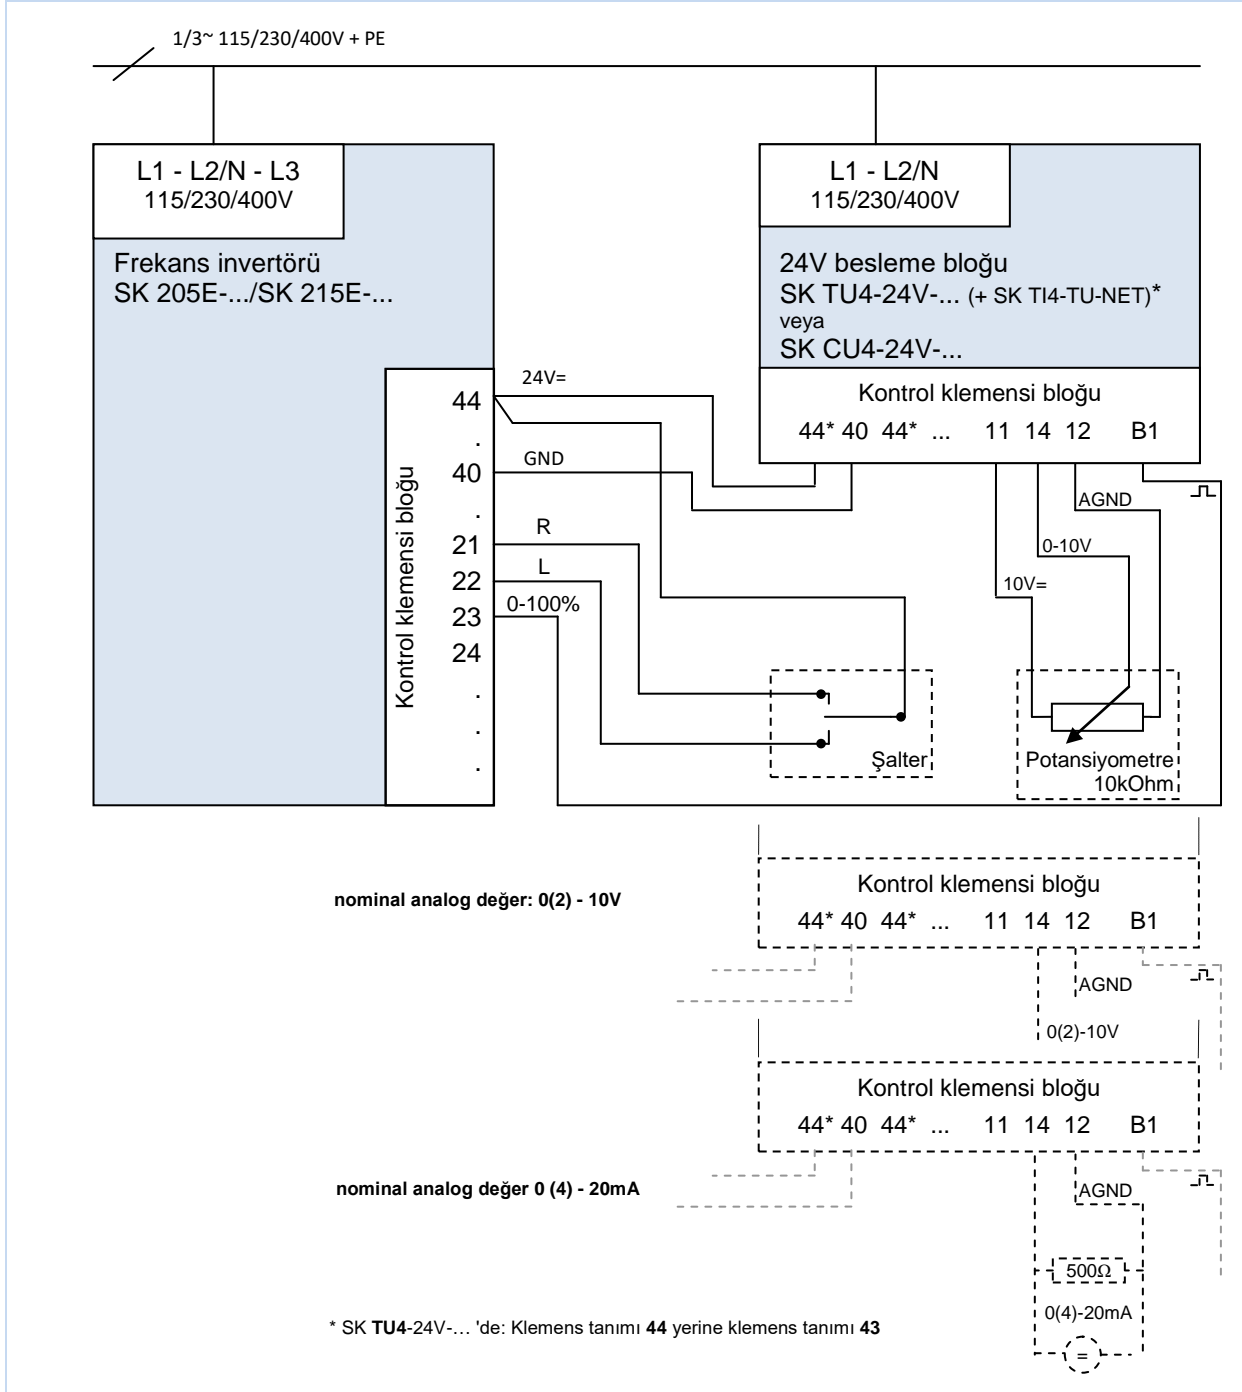 1/3~ 115/230/400V + PE
L1 - L2/N - L3
115/230/400V
Frekans invertörü
SK 205E-.../SK 215E-...
L1 - L2/N
115/230/400V
24V besleme bloğu
SK TU4-24V-... (+ SK TI4-TU-NET)*
veya
SK CU4-24V-...
Kontrol klemensi bloğu
44* 40 44* ... 11 14 12 B1
Kontrol klemensi bloğu
44
.
40
.
21
22
23
24
.
.
.
24V=
GND
R
L
0-100%
AGND
0-10V
10V=
Şalter
Potansiyometre
10kOhm
nominal analog değer: 0(2) - 10V
Kontrol klemensi bloğu
44* 40 44* ... 11 14 12 B1
AGND
0(2)-10V
nominal analog değer 0 (4) - 20mA
Kontrol klemensi bloğu
44* 40 44* ... 11 14 12 B1
AGND
500Ω
0(4)-20mA
=
* SK TU4-24V-... 'de: Klemens tanımı 44 yerine klemens tanımı 43